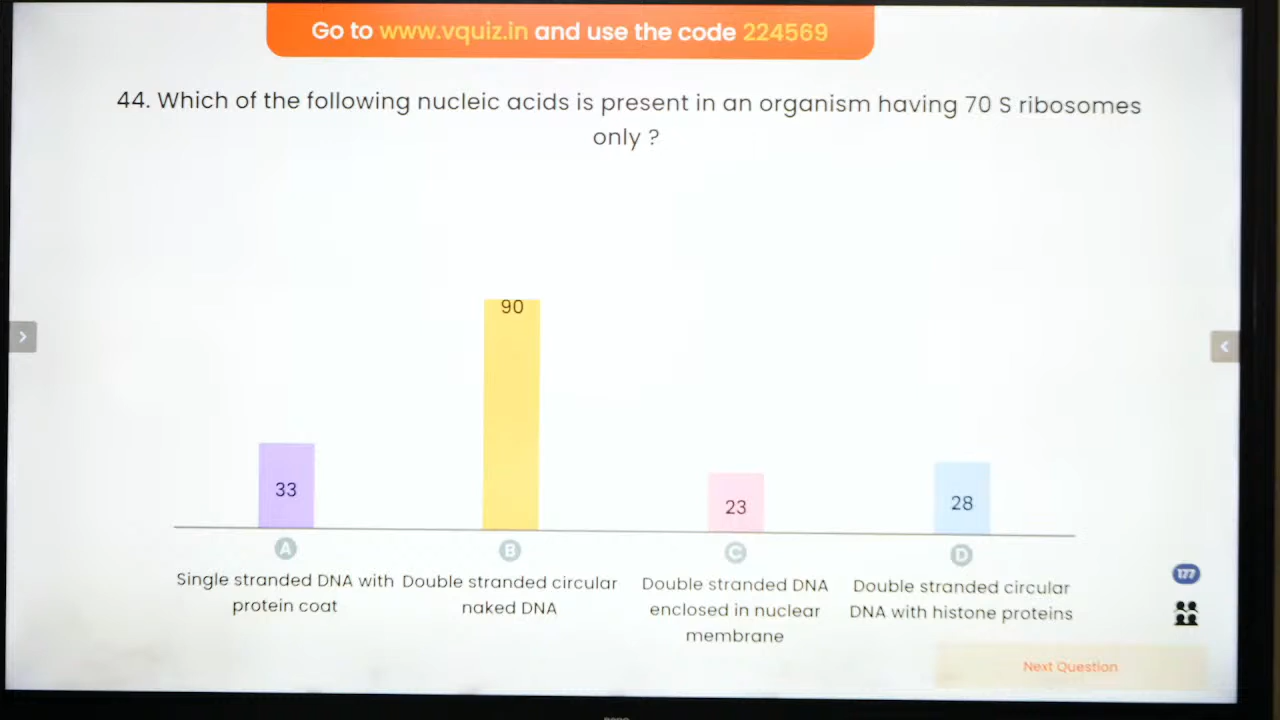 Go to www.vquiz.in and use the code 224569
44. Which of the following nucleic acids is present in an organism having 70 S ribosomes
only ?
90
33
23
28
A
B
C
D
Single stranded DNA with
protein coat
Double stranded circular
naked DNA
Double stranded DNA
enclosed in nuclear
membrane
Double stranded circular
DNA with histone proteins
177
Next Question